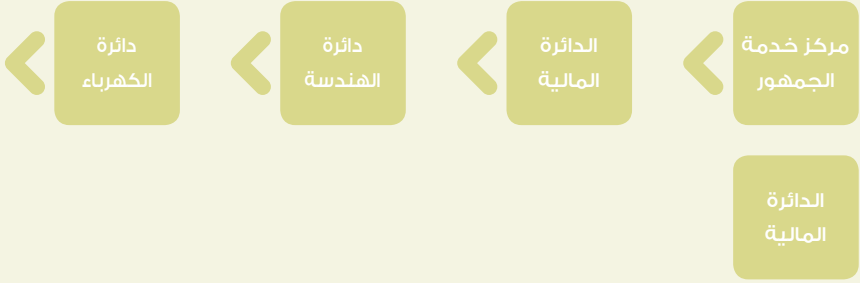 مركز خدمة
الجمهور
الدائرة
المالية
دائرة
الهندسة
دائرة
الكهرباء
الدائرة
المالية